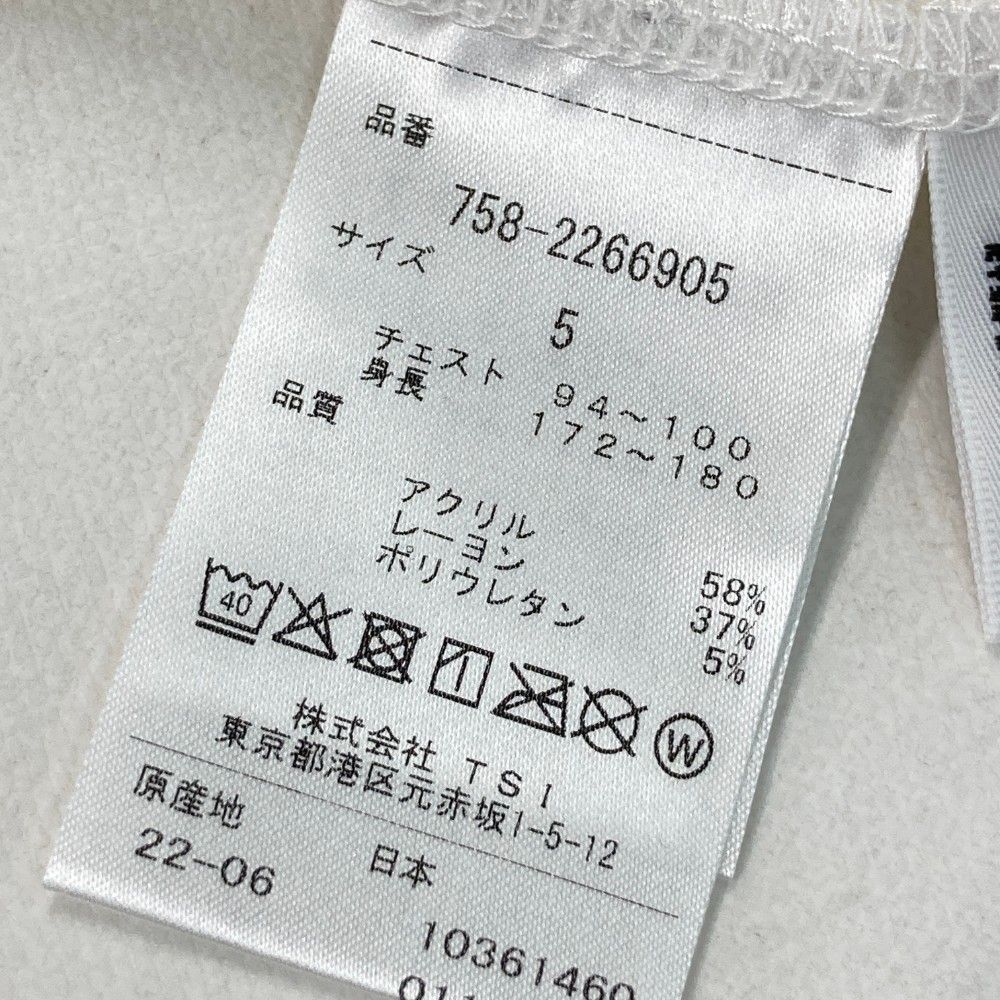 品番
758-2266905
サイズ
5
チェスト 94～100
身長 172～180
品質
アクリル 58%
レーヨン 37%
ポリウレタン 5%
40
W
株式会社 TSI
東京都港区元赤坂1-5-12
原産地 日本
22-06
10361460